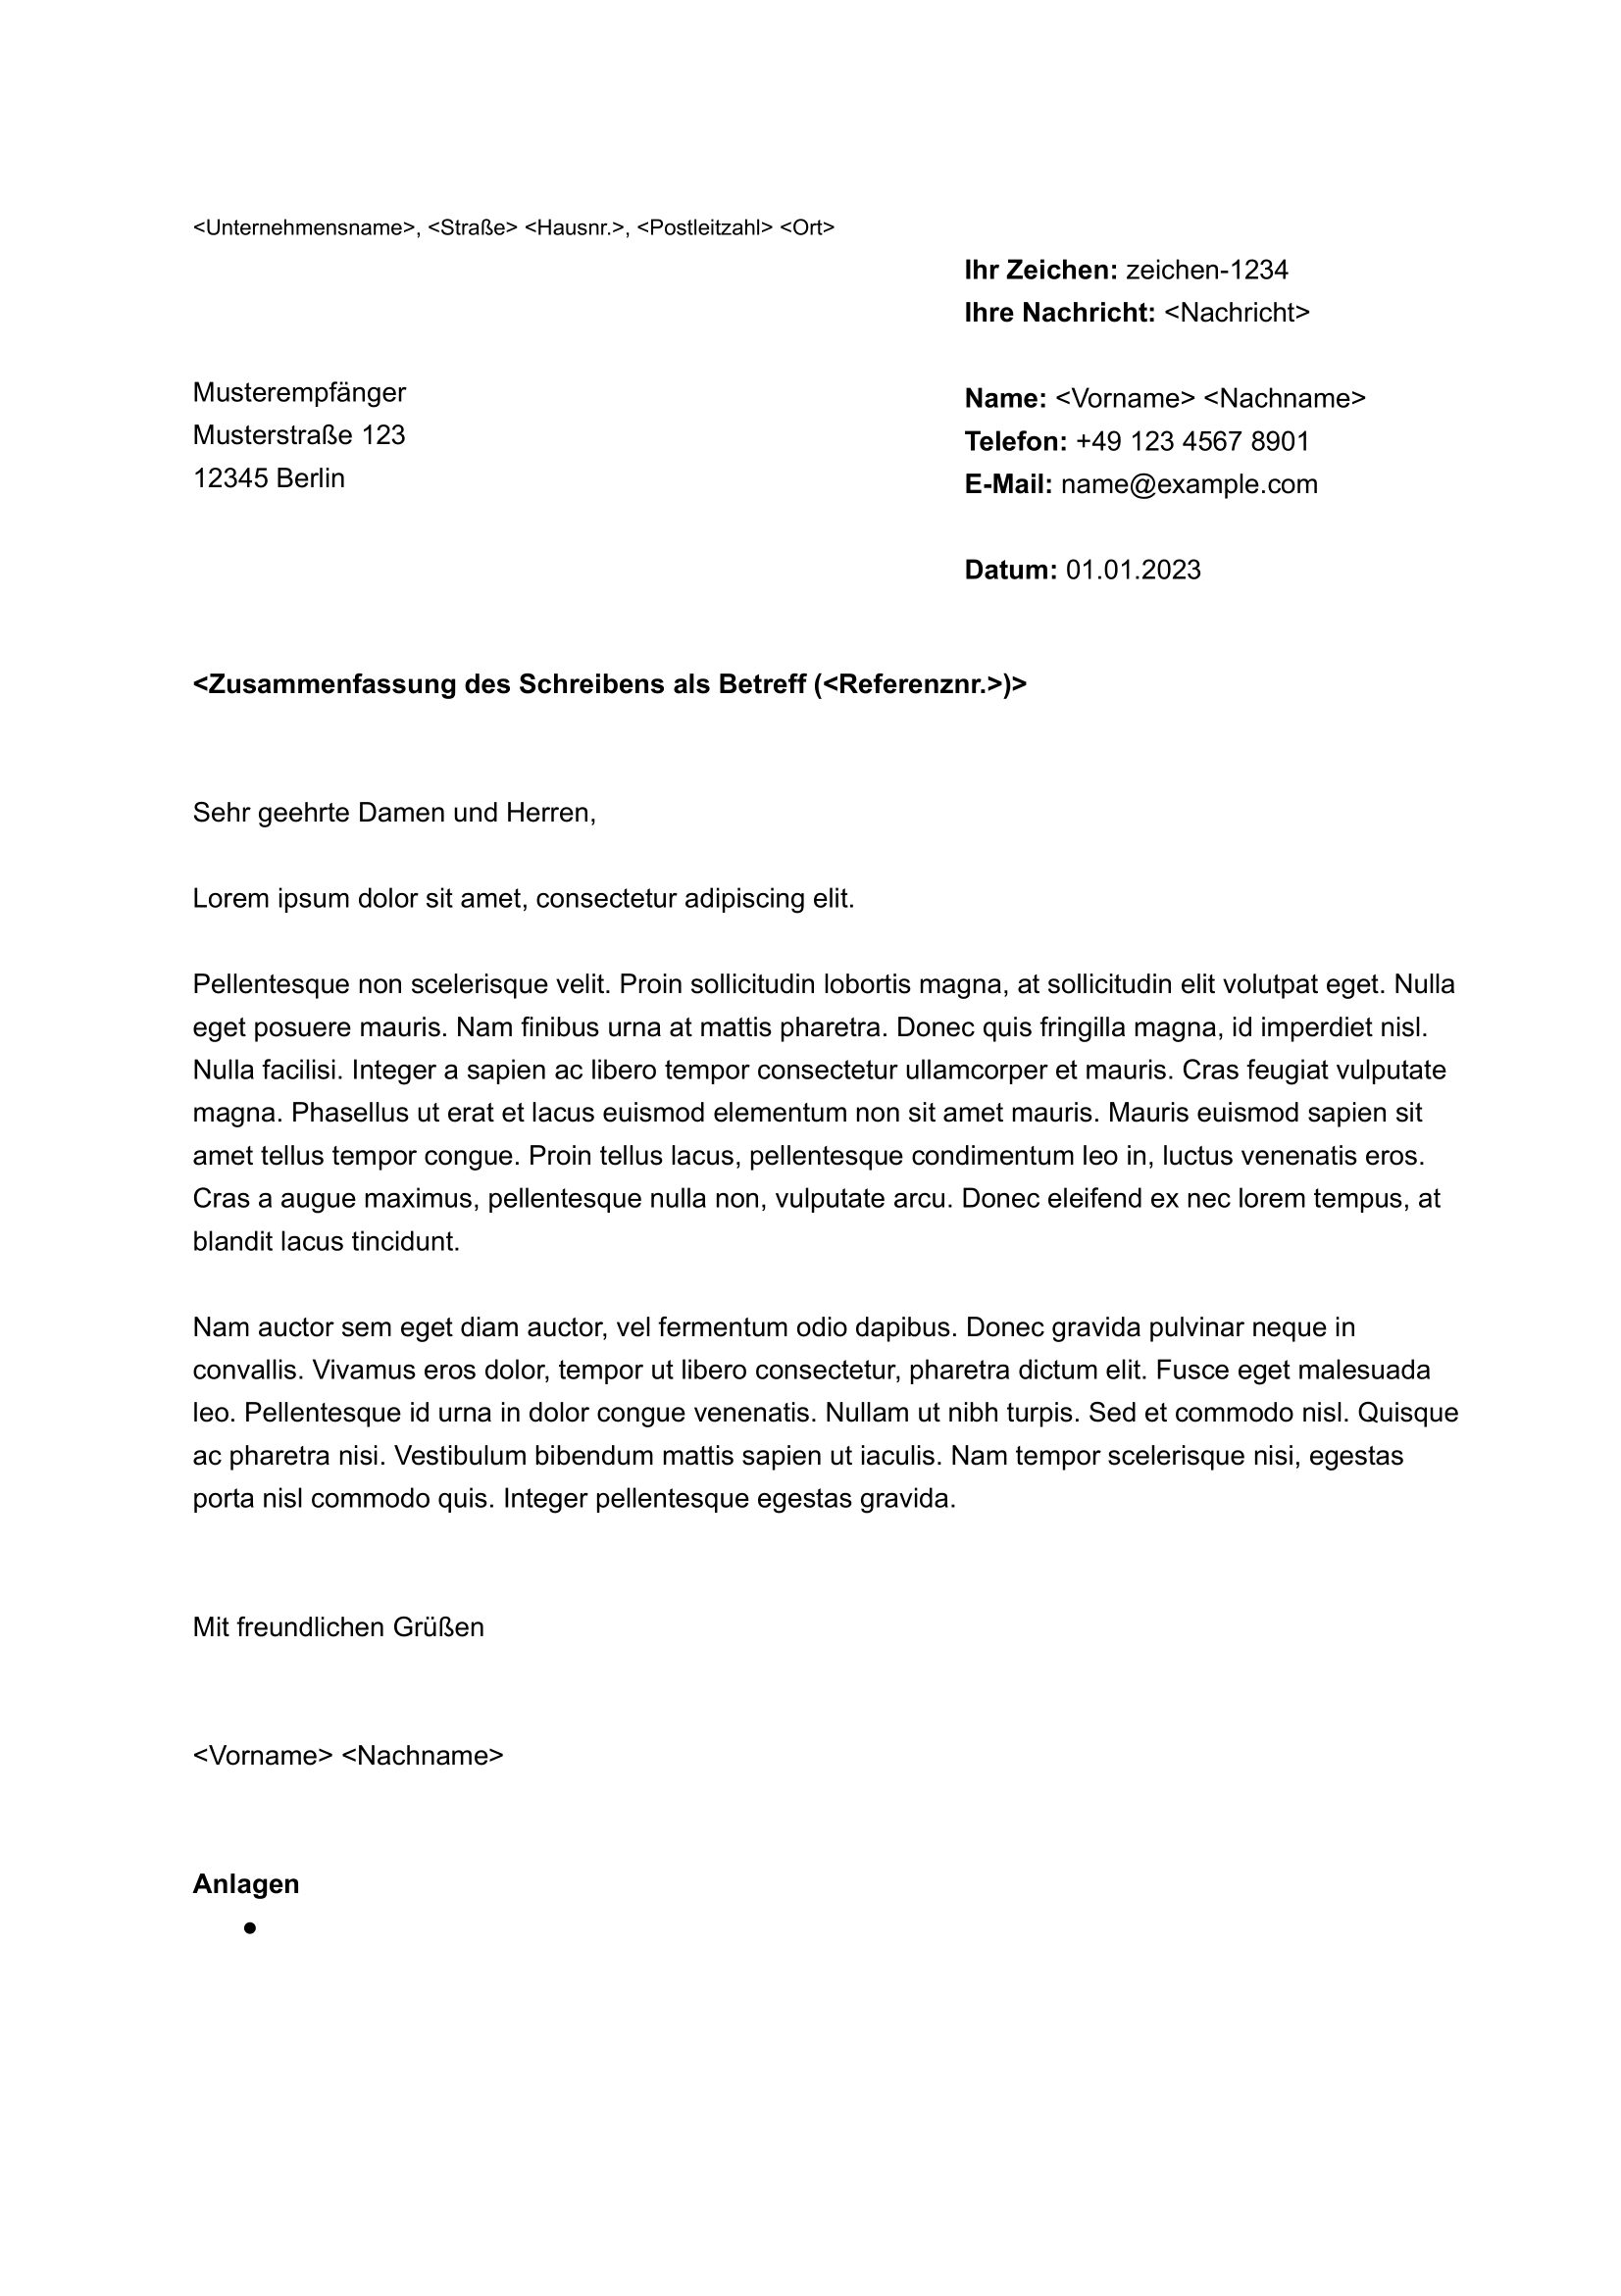 <Unternehmensname>, <Straße> <Hausnr.>, <Postleitzahl> <Ort>
Ihr Zeichen: zeichen-1234
Ihre Nachricht: <Nachricht>
Musterempfänger
Musterstraße 123
12345 Berlin
Name: <Vorname> <Nachname>
Telefon: +49 123 4567 8901
E-Mail: name@example.com
Datum: 01.01.2023
<Zusammenfassung des Schreibens als Betreff (<Referenznr.>)>
Sehr geehrte Damen und Herren,
Lorem ipsum dolor sit amet, consectetur adipiscing elit.
Pellentesque non scelerisque velit. Proin sollicitudin lobortis magna, at sollicitudin elit volutpat eget. Nulla
eget posuere mauris. Nam finibus urna at mattis pharetra. Donec quis fringilla magna, id imperdiet nisl.
Nulla facilisi. Integer a sapien ac libero tempor consectetur ullamcorper et mauris. Cras feugiat vulputate
magna. Phasellus ut erat et lacus euismod elementum non sit amet mauris. Mauris euismod sapien sit
amet tellus tempor congue. Proin tellus lacus, pellentesque condimentum leo in, luctus venenatis eros.
Cras a augue maximus, pellentesque nulla non, vulputate arcu. Donec eleifend ex nec lorem tempus, at
blandit lacus tincidunt.
Nam auctor sem eget diam auctor, vel fermentum odio dapibus. Donec gravida pulvinar neque in
convallis. Vivamus eros dolor, tempor ut libero consectetur, pharetra dictum elit. Fusce eget malesuada
leo. Pellentesque id urna in dolor congue venenatis. Nullam ut nibh turpis. Sed et commodo nisl. Quisque
ac pharetra nisi. Vestibulum bibendum mattis sapien ut iaculis. Nam tempor scelerisque nisi, egestas
porta nisl commodo quis. Integer pellentesque egestas gravida.
Mit freundlichen Grüßen
<Vorname> <Nachname>
Anlagen
●